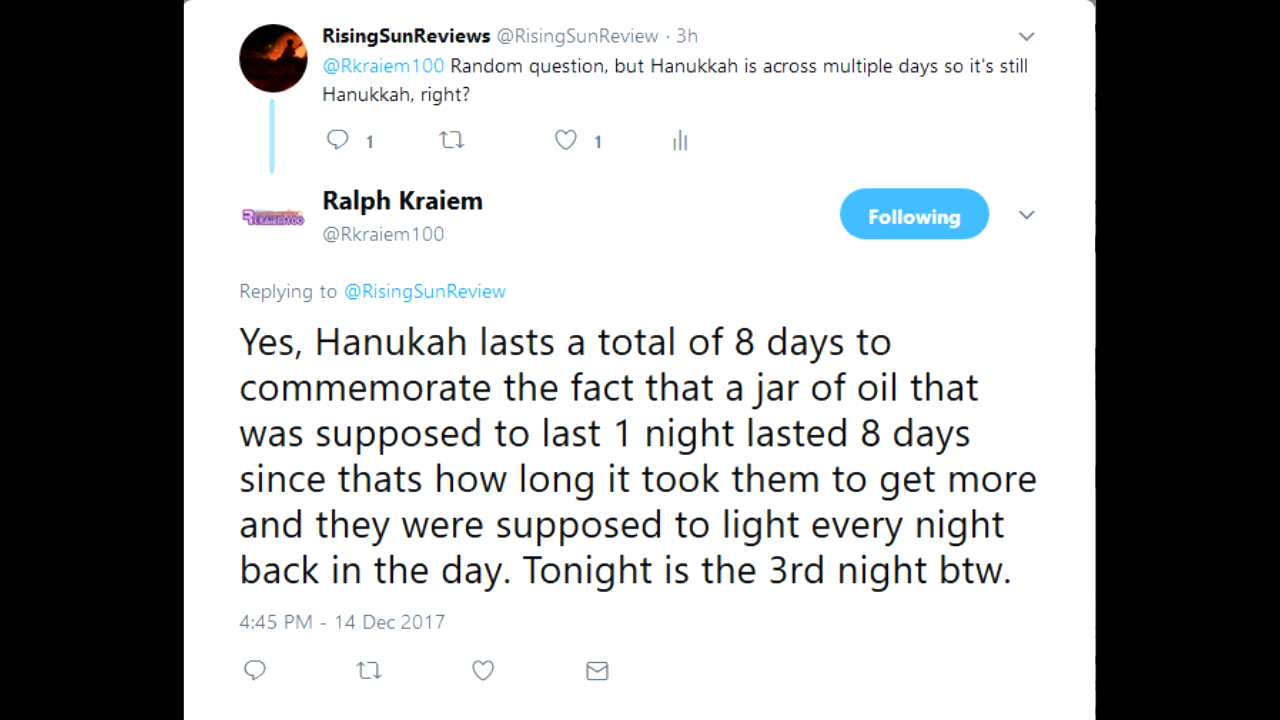 RisingSunReviews @RisingSunReview · 3h
@Rkraiem100 Random question, but Hanukkah is across multiple days so it's still
Hanukkah, right?
1
1
Ralph Kraiem
@Rkraiem100
Following
Replying to @RisingSunReview
Yes, Hanukah lasts a total of 8 days to
commemorate the fact that a jar of oil that
was supposed to last 1 night lasted 8 days
since thats how long it took them to get more
and they were supposed to light every night
back in the day. Tonight is the 3rd night btw.
4:45 PM - 14 Dec 2017